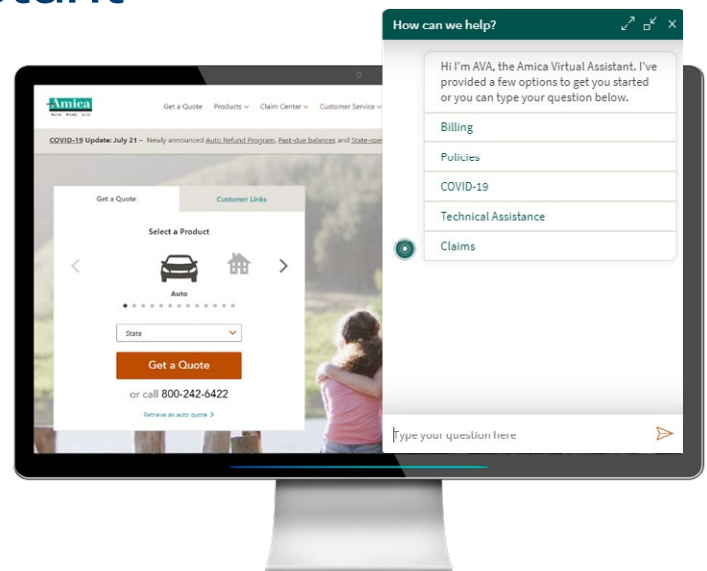 How can we help?
Hi I'm AVA, the Amica Virtual Assistant. I've
provided a few options to get you started
or you can type your question below.
Billing
Policies
COVID-19
Technical Assistance
Claims
Type your question here
Amica
AUTO HOME LIFE
Get a Quote Products Claim Center Customer Service
COVID-19 Update: July 21 – Newly announced Auto Refund Program, Past-due balances and
Get a Quote Customer Links
Select a Product
Auto
State
Get a Quote
or call 800-242-6422
Retrieve an auto quote